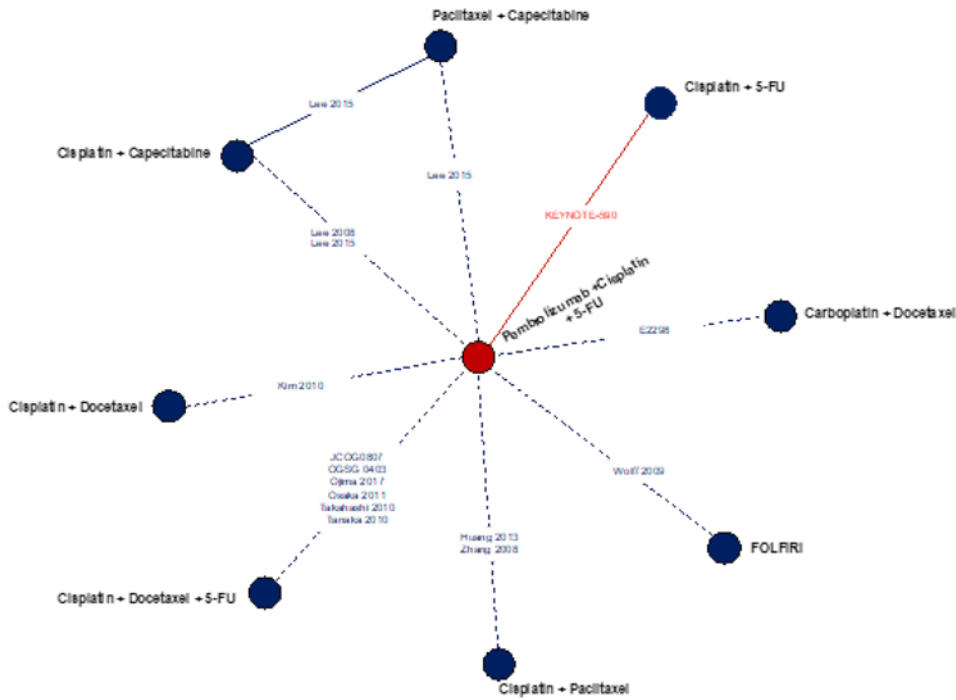 Paclitaxel + Capecitabine
Cisplatin + 5-FU
Lee 2015
Cisplatin + Capecitabine
Lee 2015
KEYNOTE-590
Lee 2008
Lee 2015
Pembrolizumab +Cisplatin
+ 5-FU
Carboplatin + Docetaxel
E2298
Kim 2010
Cisplatin + Docetaxel
JCOG0807
OGSG 0403
Ojima 2017
Osaka 2011
Takahashi 2010
Tanaka 2010
Wolff 2009
Huang 2013
Zhang 2008
FOLFIRI
Cisplatin + Docetaxel +5-FU
Cisplatin + Paclitaxel